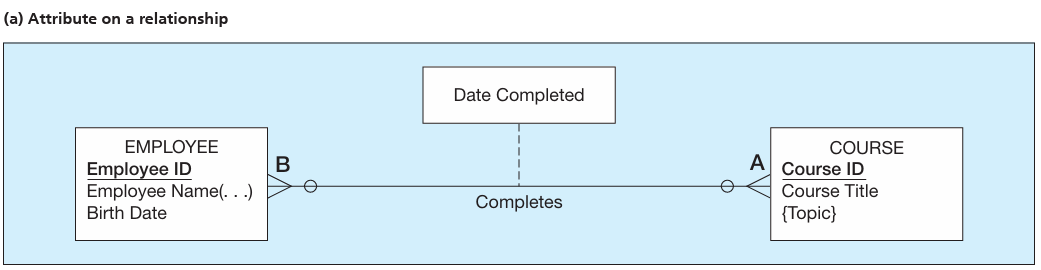 (a) Attribute on a relationship
Date Completed
EMPLOYEE
Employee ID
Employee Name(. . .)
Birth Date
B
Completes
A
COURSE
Course ID
Course Title
{Topic}